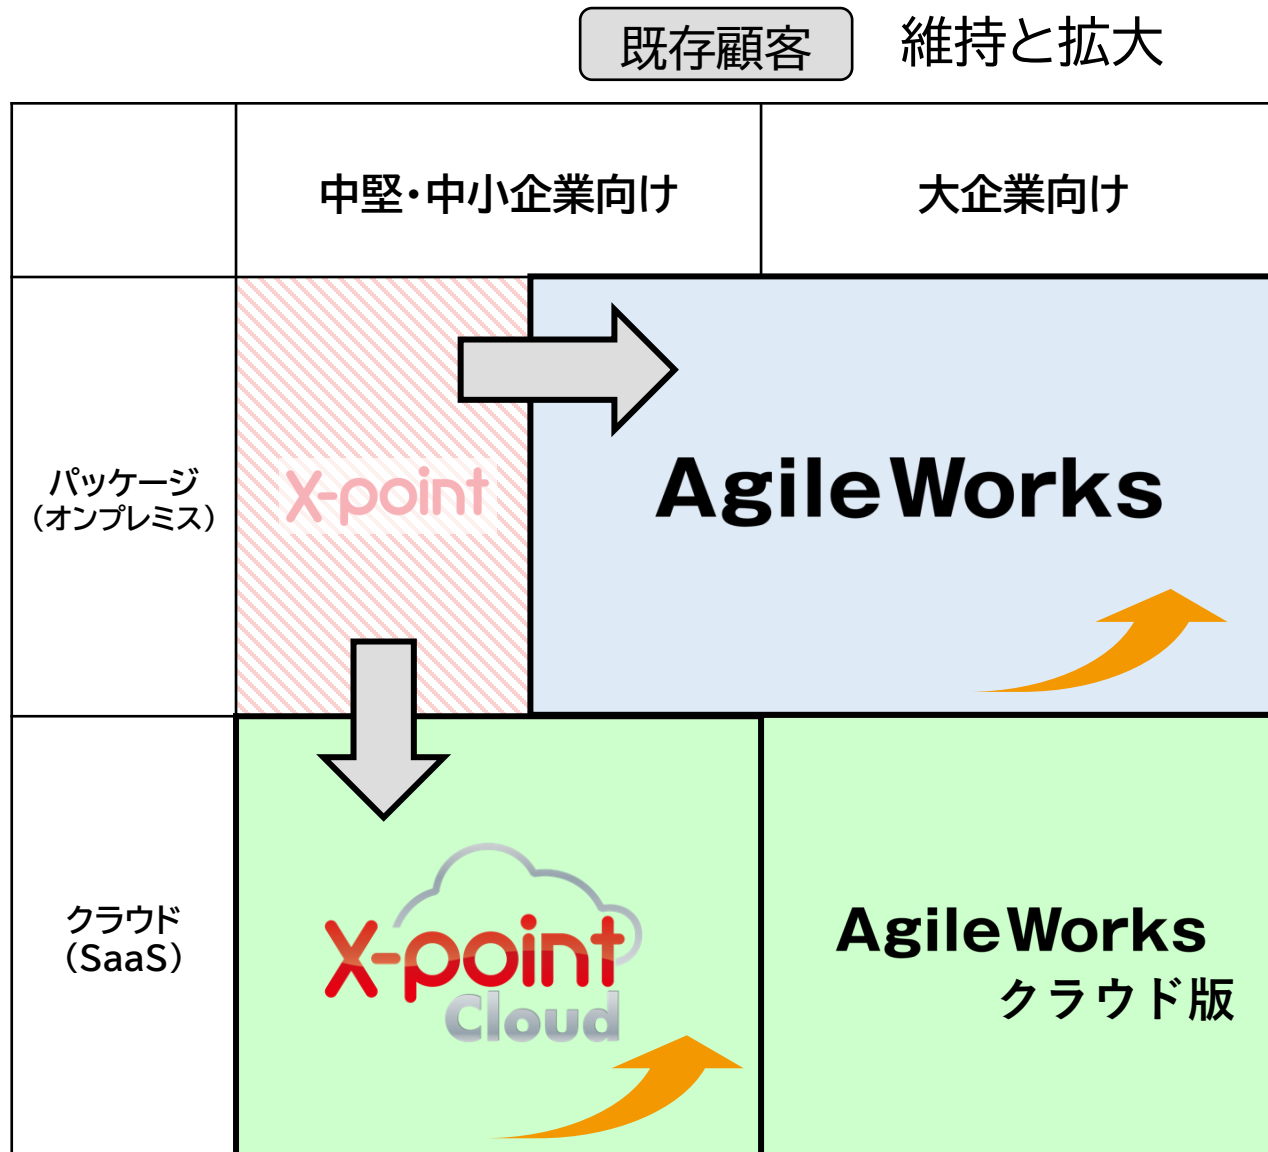 既存顧客 維持と拡大
中堅・中小企業向け 大企業向け
パッケージ
（オンプレミス）
X-point
AgileWorks
クラウド
（SaaS）
X-point
Cloud
AgileWorks
クラウド版